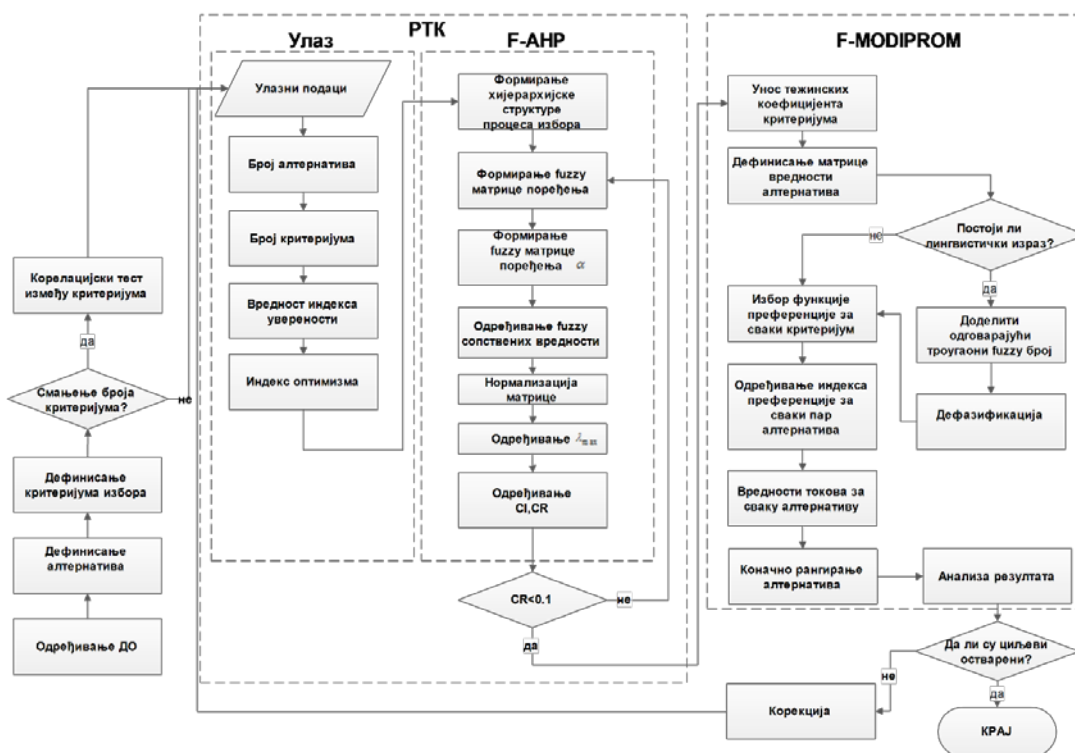 РТК
Улаз
F-AHP
F-MODIPROM
Одређивање ДО
Дефинисање
алтернатива
Дефинисање
критеријума избора
Смањење броја
критеријума?
да
не
Корелацијски тест
између критеријума
Улазни подаци
Број алтернатива
Број критеријума
Вредност индекса
уверености
Индекс оптимизма
Формирање
хијерархијске
структуре
процеса избора
Формирање fuzzy
матрице поређења
Формирање
fuzzy матрице
поређења α
Одређивање fuzzy
сопствених вредности
Нормализација
матрице
Одређивање λmax
Одређивање
CI,CR
CR<0.1
не
да
Унос тежинских
коефицијента
критеријума
Дефинисање матрице
вредности
алтернатива
Постоји ли
лингвистички израз?
не
да
Доделити
одговарајући
троугаони fuzzy број
Дефазификација
Избор функције
преференције за
сваки критеријум
Одређивање индекса
преференције за
сваки пар
алтернатива
Вредности токова за
сваку алтернативу
Коначно рангирање
алтернатива
Анализа резултата
Да ли су циљеви
остварени?
не
да
Корекција
КРАЈ